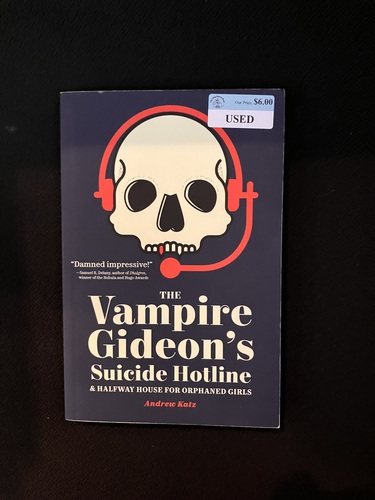 Our Price: $6.00
USED
“Damned impressive!”
—Samuel R. Delany, author of Dhalgren,
winner of the Nebula and Hugo Awards
THE
Vampire
Gideon’s
Suicide Hotline
& HALFWAY HOUSE FOR ORPHANED GIRLS
Andrew Katz